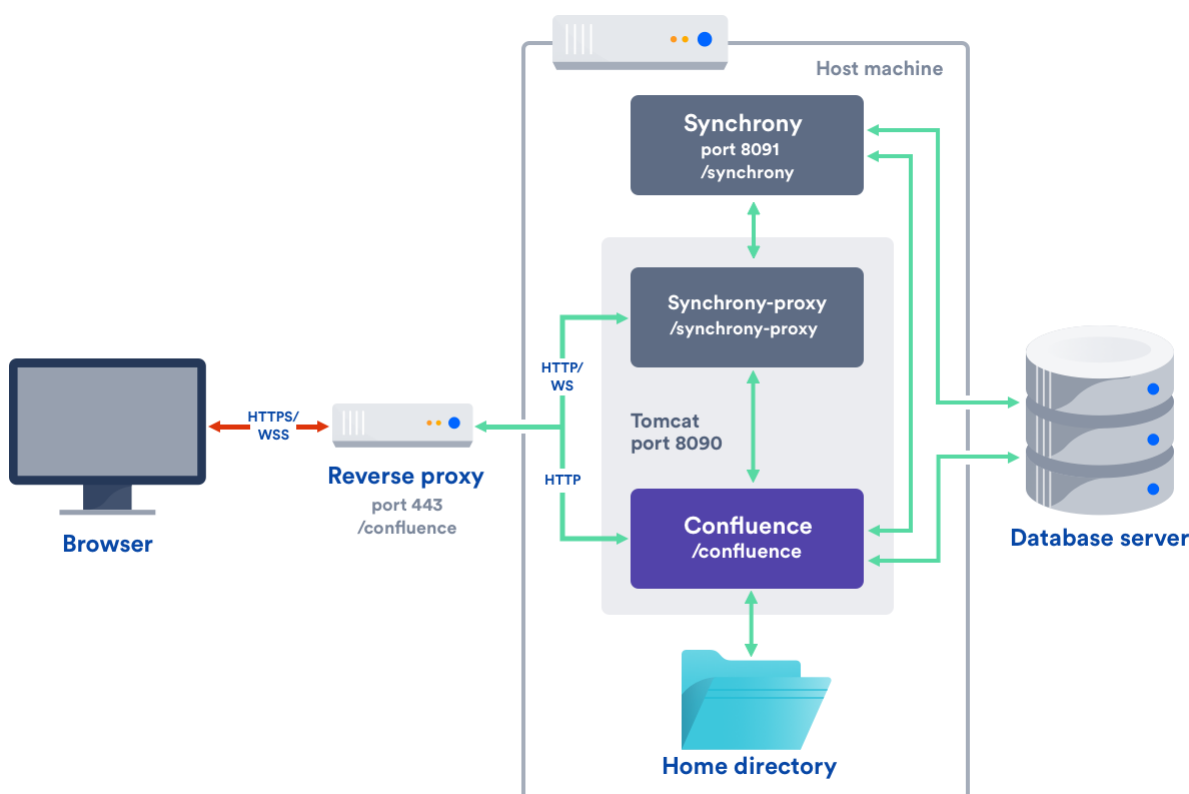 Host machine
Synchrony
port 8091
/synchrony
Synchrony-proxy
/synchrony-proxy
HTTP/
WS
HTTPS/
WSS
Tomcat
port 8090
Reverse proxy
port 443
/confluence
HTTP
Confluence
/confluence
Browser
Database server
Home directory